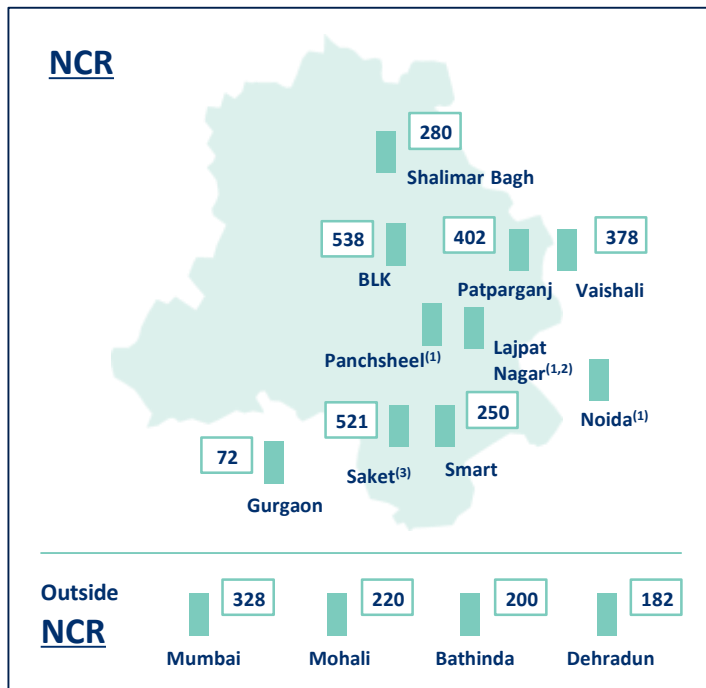 NCR
280
Shalimar Bagh
538
BLK
402
Patparganj
378
Vaishali
Panchsheel(1)
Lajpat
Nagar(1,2)
Noida(1)
521
Saket(3)
250
Smart
72
Gurgaon
Outside
NCR
328
Mumbai
220
Mohali
200
Bathinda
182
Dehradun